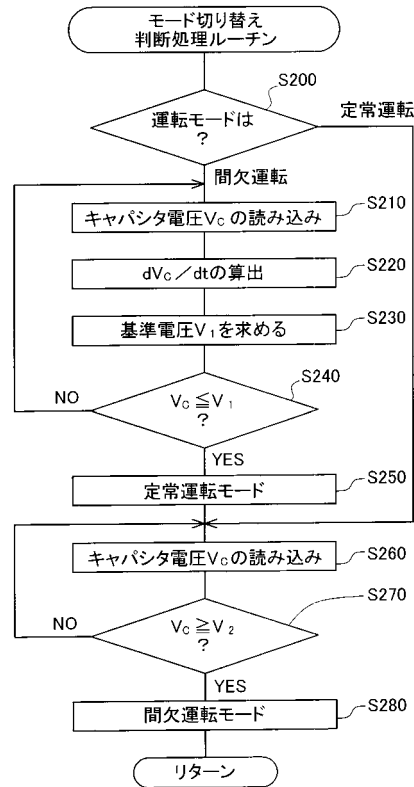 モード切り替え
判断処理ルーチン
S200
運転モードは
?
定常運転
間欠運転
キャパシタ電圧VCの読み込み
S210
dVC/dtの算出
S220
基準電圧V1を求める
S230
S240
VC≦V1
?
NO
YES
定常運転モード
S250
キャパシタ電圧VCの読み込み
S260
S270
VC≧V2
?
NO
YES
間欠運転モード
S280
リターン